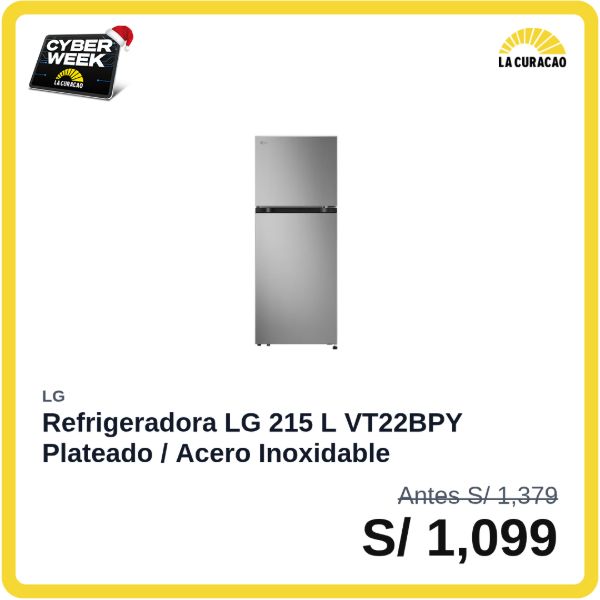 CYBER
WEEK
LA CURACAO
LA CURACAO
LG
Refrigeradora LG 215 L VT22BPY
Plateado / Acero Inoxidable
Antes S/ 1,379
S/ 1,099